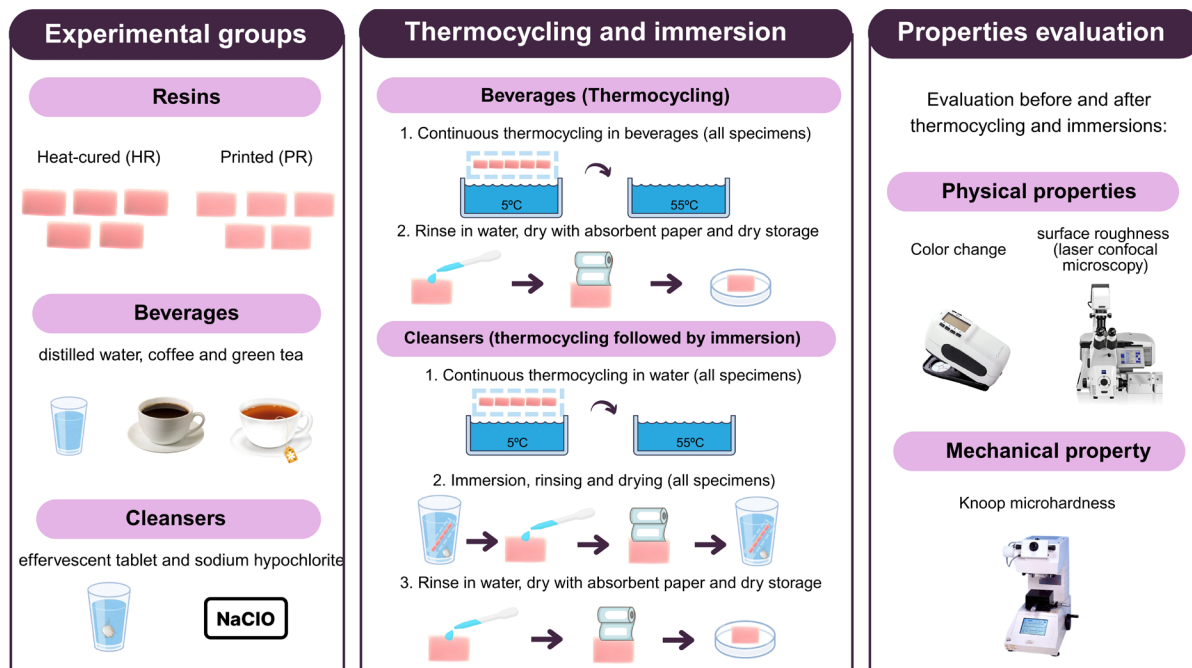 Experimental groups
Resins
Heat-cured (HR)
Printed (PR)
Beverages
distilled water, coffee and green tea
Cleansers
effervescent tablet and sodium hypochlorite
NaClO
Thermocycling and immersion
Beverages (Thermocycling)
1. Continuous thermocycling in beverages (all specimens)
5ºC
55ºC
2. Rinse in water, dry with absorbent paper and dry storage
Cleansers (thermocycling followed by immersion)
1. Continuous thermocycling in water (all specimens)
5ºC
55ºC
2. Immersion, rinsing and drying (all specimens)
3. Rinse in water, dry with absorbent paper and dry storage
Properties evaluation
Evaluation before and after
thermocycling and immersions:
Physical properties
Color change
surface roughness
(laser confocal
microscopy)
Mechanical property
Knoop microhardness